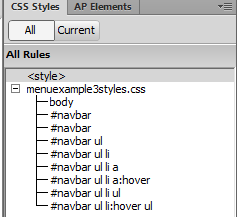 CSS Styles AP Elements
All Current
All Rules
<style>
menuexample3styles.css
body
#navbar
#navbar
#navbar ul
#navbar ul li
#navbar ul li a
#navbar ul li a:hover
#navbar ul li ul
#navbar ul li:hover ul